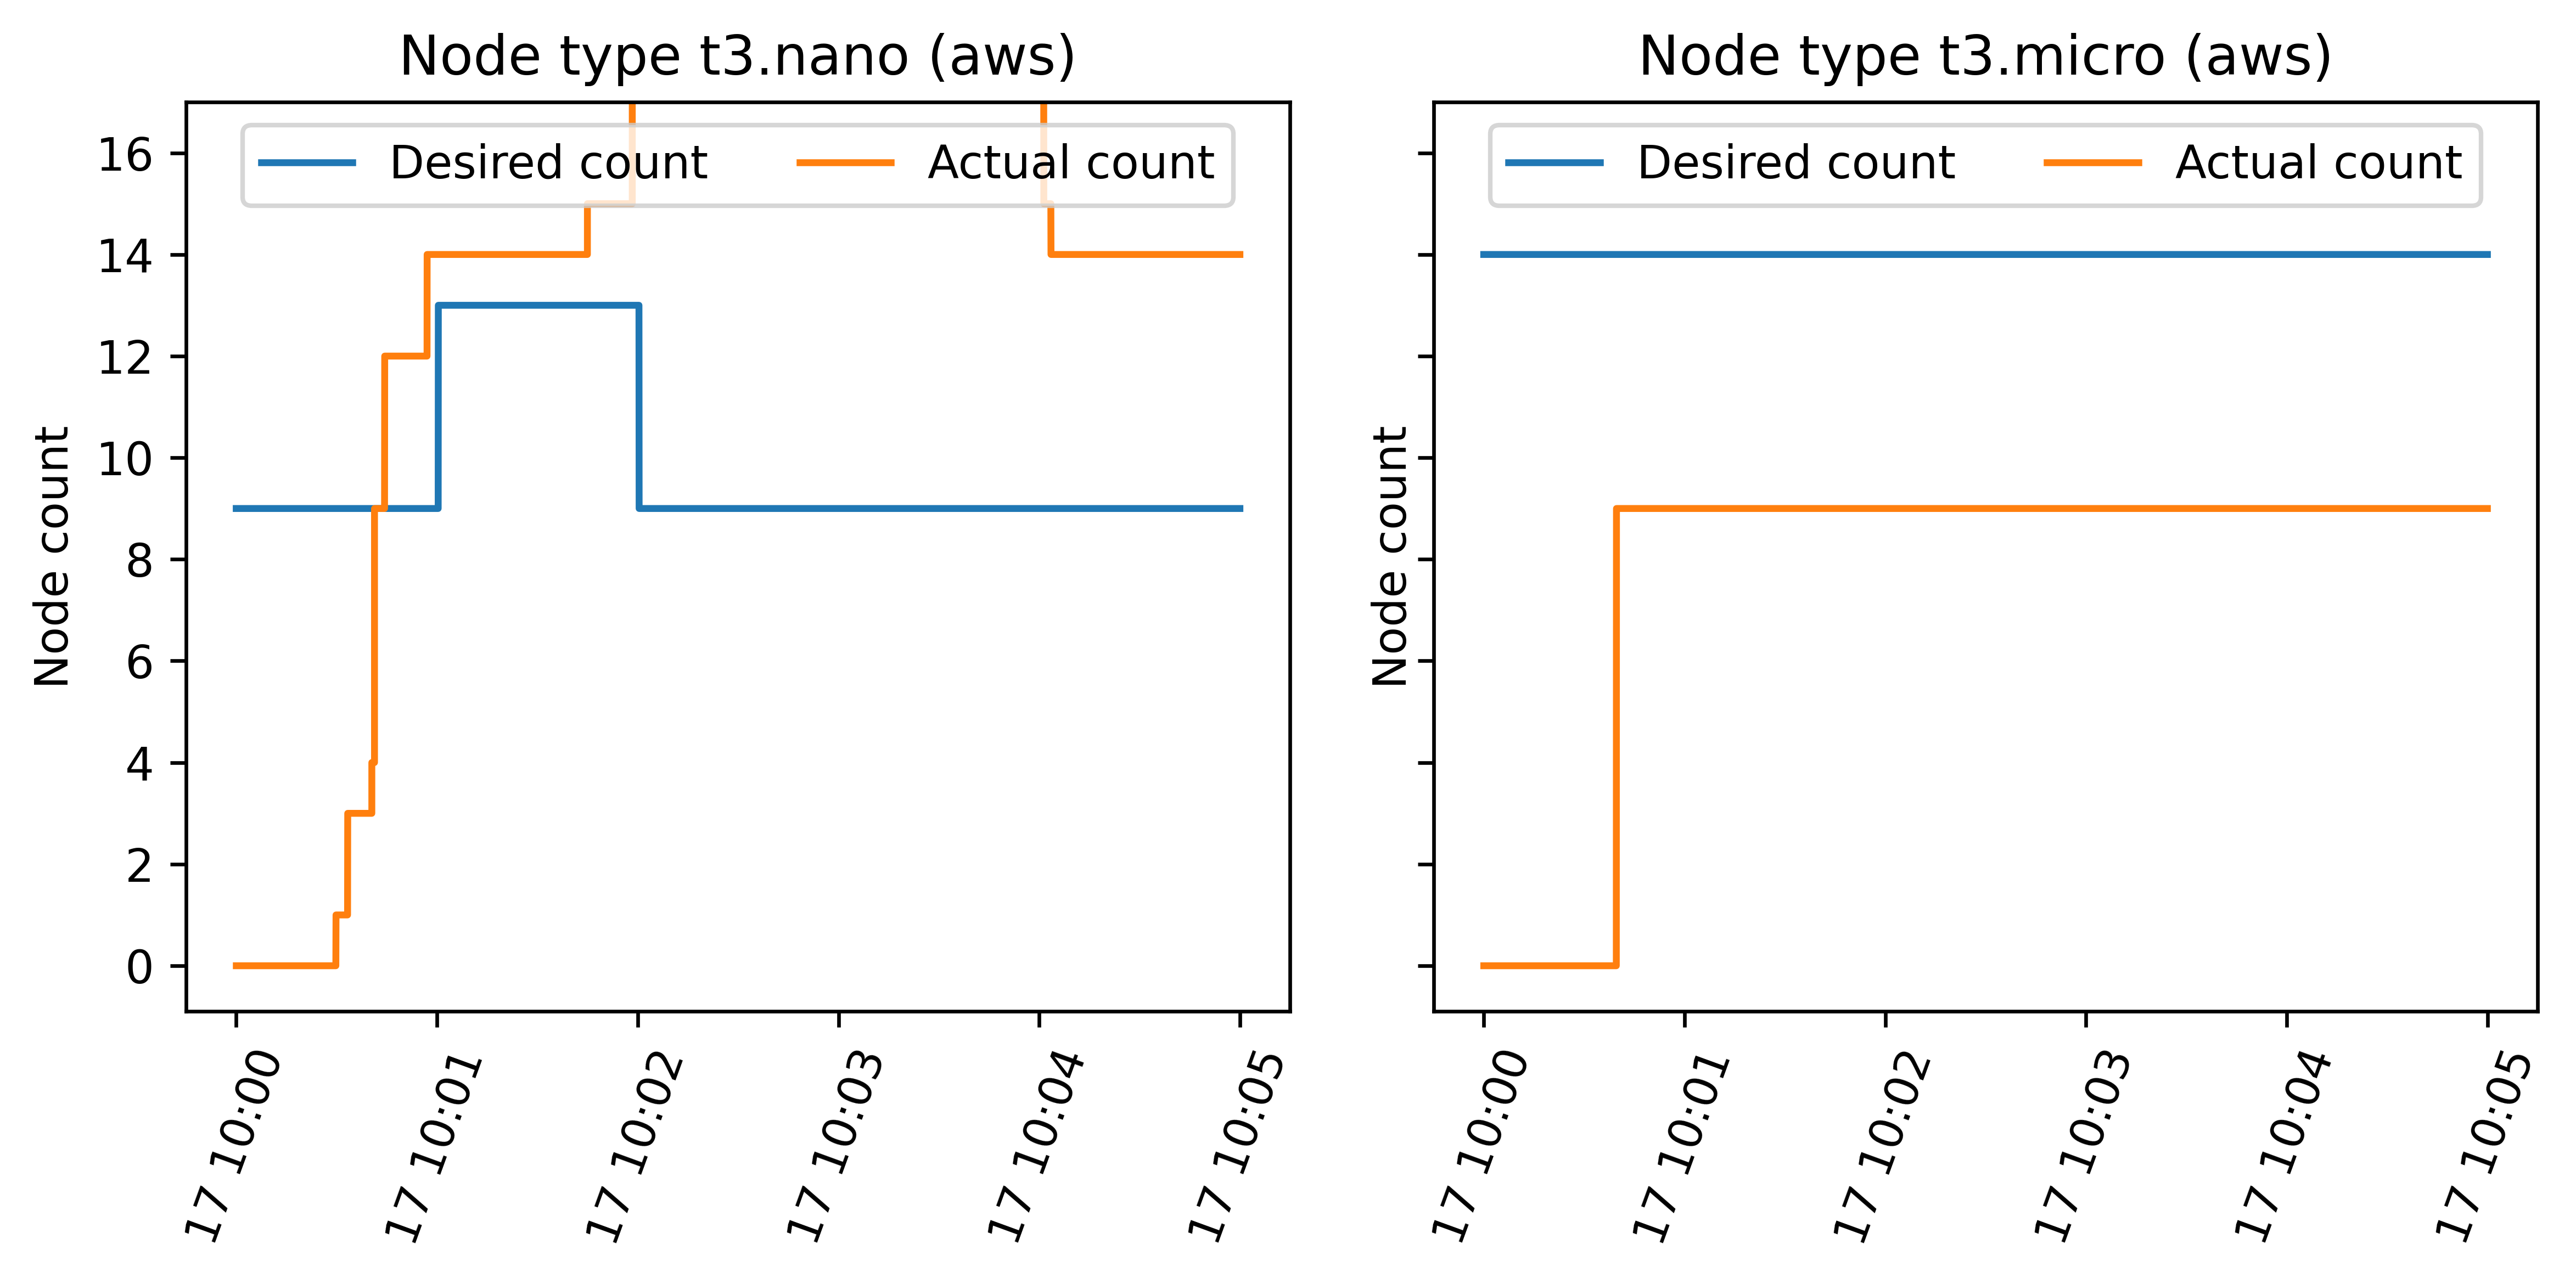 Node type t3.nano (aws)
Desired count
Actual count
16
14
12
10
8
6
4
2
0
Node count
17 10:00
17 10:01
17 10:02
17 10:03
17 10:04
17 10:05
Node type t3.micro (aws)
Desired count
Actual count
Node count
17 10:00
17 10:01
17 10:02
17 10:03
17 10:04
17 10:05